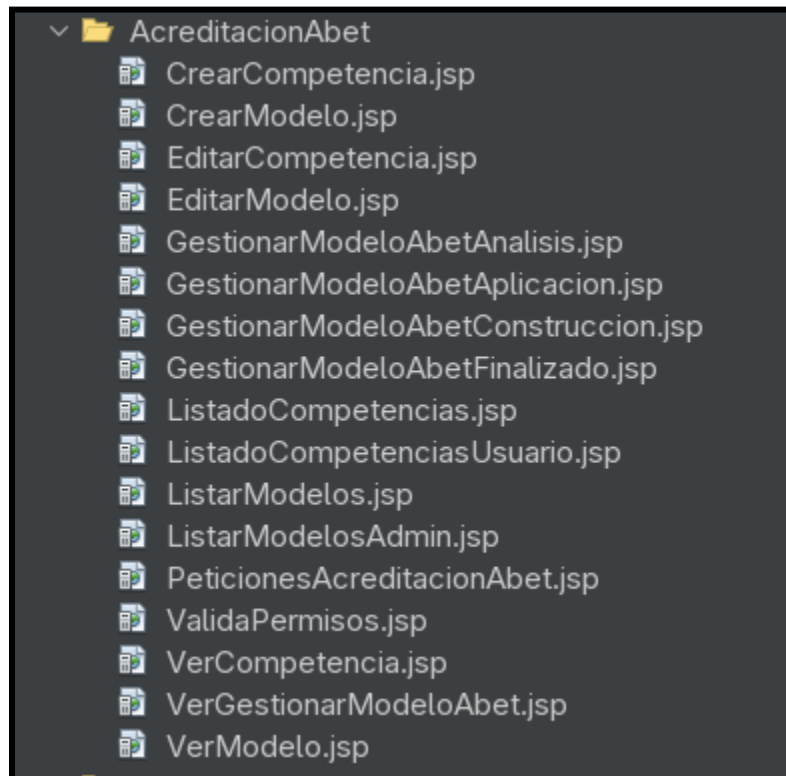 AcreditacionAbet
CrearCompetencia.jsp
CrearModelo.jsp
EditarCompetencia.jsp
EditarModelo.jsp
GestionarModeloAbetAnalisis.jsp
GestionarModeloAbetAplicacion.jsp
GestionarModeloAbetConstruccion.jsp
GestionarModeloAbetFinalizado.jsp
ListadoCompetencias.jsp
ListadoCompetenciasUsuario.jsp
ListarModelos.jsp
ListarModelosAdmin.jsp
PeticionesAcreditacionAbet.jsp
ValidaPermisos.jsp
VerCompetencia.jsp
VerGestionarModeloAbet.jsp
VerModelo.jsp